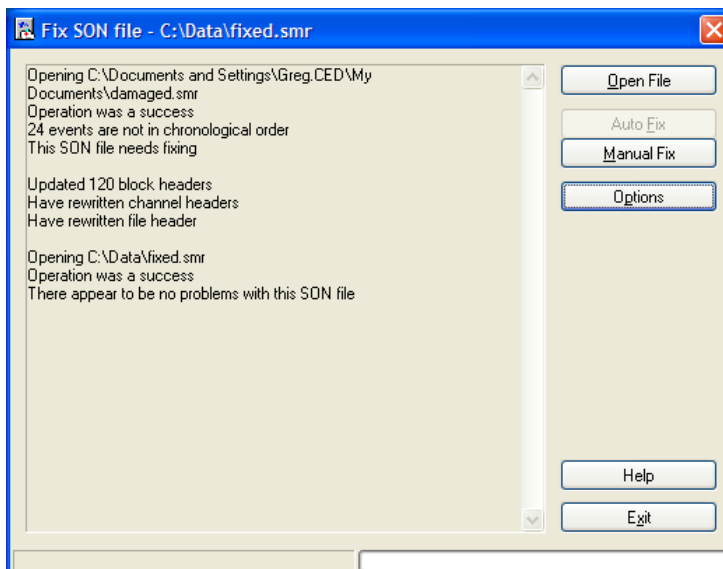 Fix SON file - C:\Data\fixed.smr
Opening C:\Documents and Settings\Greg.CED\My
Documents\damaged.smr
Operation was a success
24 events are not in chronological order
This SON file needs fixing
Updated 120 block headers
Have rewritten channel headers
Have rewritten file header
Opening C:\Data\fixed.smr
Operation was a success
There appear to be no problems with this SON file
Open File
Auto Fix
Manual Fix
Options
Help
Exit